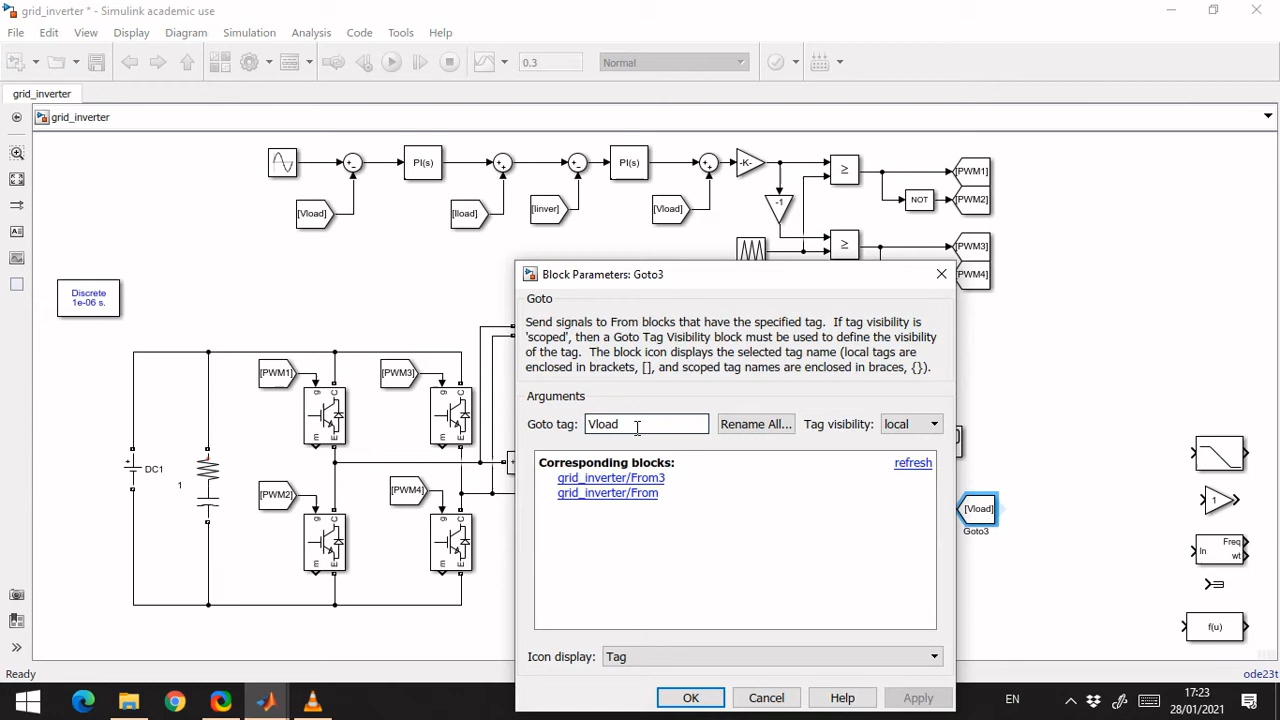 grid_inverter * - Simulink academic use
File Edit View Display Diagram Simulation Analysis Code Tools Help
0.3
Normal
grid_inverter
grid_inverter
PI(s)
PI(s)
-K-
≥
[PWM1]
[PWM2]
NOT
-1
[Vload]
[Iload]
[Iinver]
[Vload]
≥
[PWM3]
[PWM4]
Block Parameters: Goto3
Goto
Send signals to From blocks that have the specified tag. If tag visibility is
'scoped', then a Goto Tag Visibility block must be used to define the visibility
of the tag. The block icon displays the selected tag name (local tags are
enclosed in brackets, [], and scoped tag names are enclosed in braces, {}).
Arguments
Goto tag: Vload Rename All... Tag visibility: local
Corresponding blocks: refresh
grid_inverter/From3
grid_inverter/From
Icon display: Tag
OK Cancel Help Apply
Discrete
1e-06 s.
[PWM1]
[PWM3]
g C
m E
g C
m E
DC1
1
[PWM2]
[PWM4]
g C
m E
g C
m E
[Vload]
Goto3
1
In Freq
wt
f(u)
Ready
ode23t
EN
17:23
28/01/2021